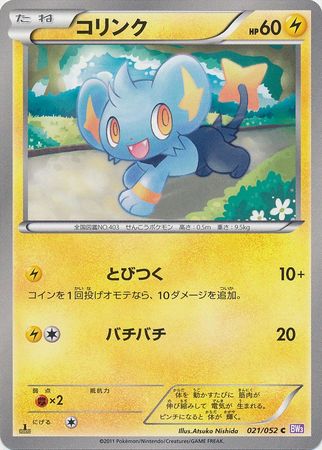 たね コリンク HP60
全国図鑑NO.403 せんこうポケモン 高さ:0.5m 重さ:9.5kg
とびつく 10+
コインを1回投げオモテなら、10ダメージを追加。
バチバチ 20
弱点 ×2
抵抗力
にげる
体を動かすたびに筋肉が
伸び縮みして電気が生まれる。
ピンチになると体が輝く。
Illus.Atsuko Nishida 021/052 C BW3
©2011 Pokémon/Nintendo/Creatures/GAME FREAK.